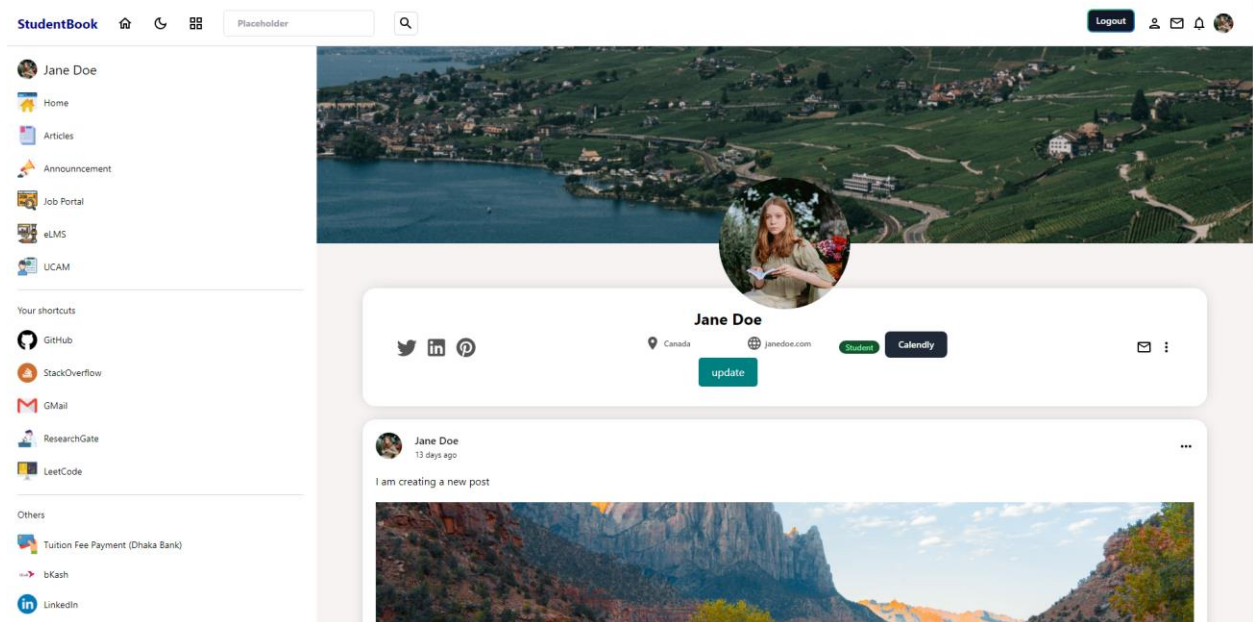 StudentBook
Placeholder
Logout
Jane Doe
Home
Articles
Announncement
Job Portal
eLMS
UCAM
Your shortcuts
GitHub
StackOverflow
GMail
ResearchGate
LeetCode
Others
Tuition Fee Payment (Dhaka Bank)
bKash
in
LinkedIn
Jane Doe
in
Canada
janedoe.com
Student
Calendly
update
Jane Doe
13 days ago
I am creating a new post